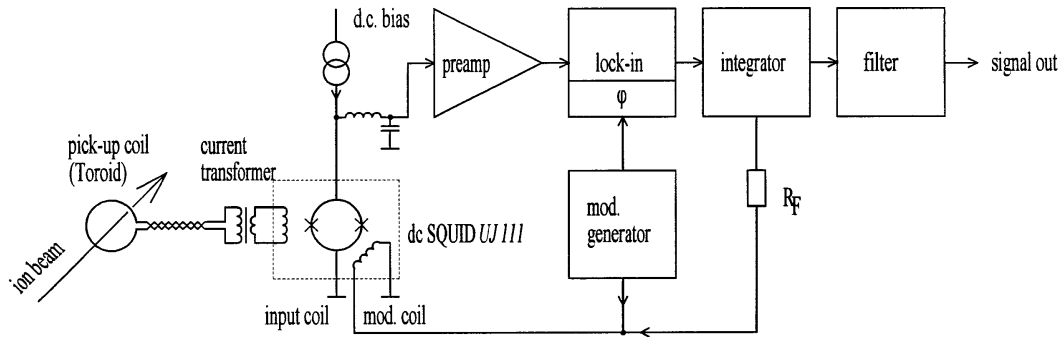 d.c. bias
preamp
lock-in
φ
integrator
filter
signal out
pick-up coil
(Toroid)
current
transformer
ion beam
dc SQUID UJ 111
input coil
mod. coil
mod.
generator
R_F